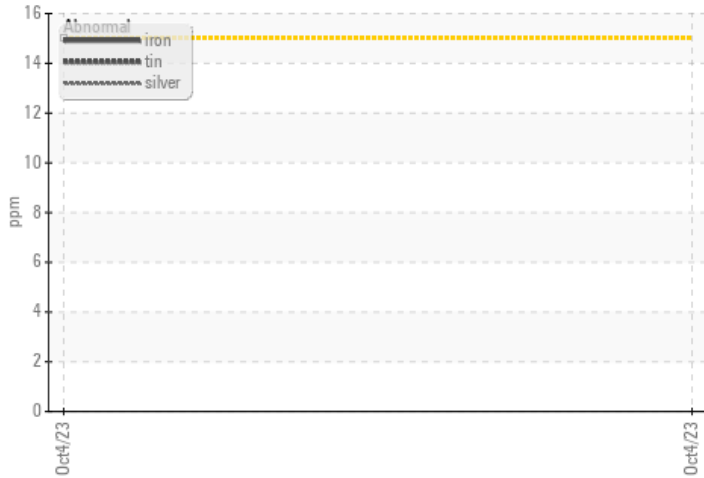 16
14
12
10
8
6
4
2
0
ppm
Abnormal
iron
tin
silver
Oct4/23
Oct4/23